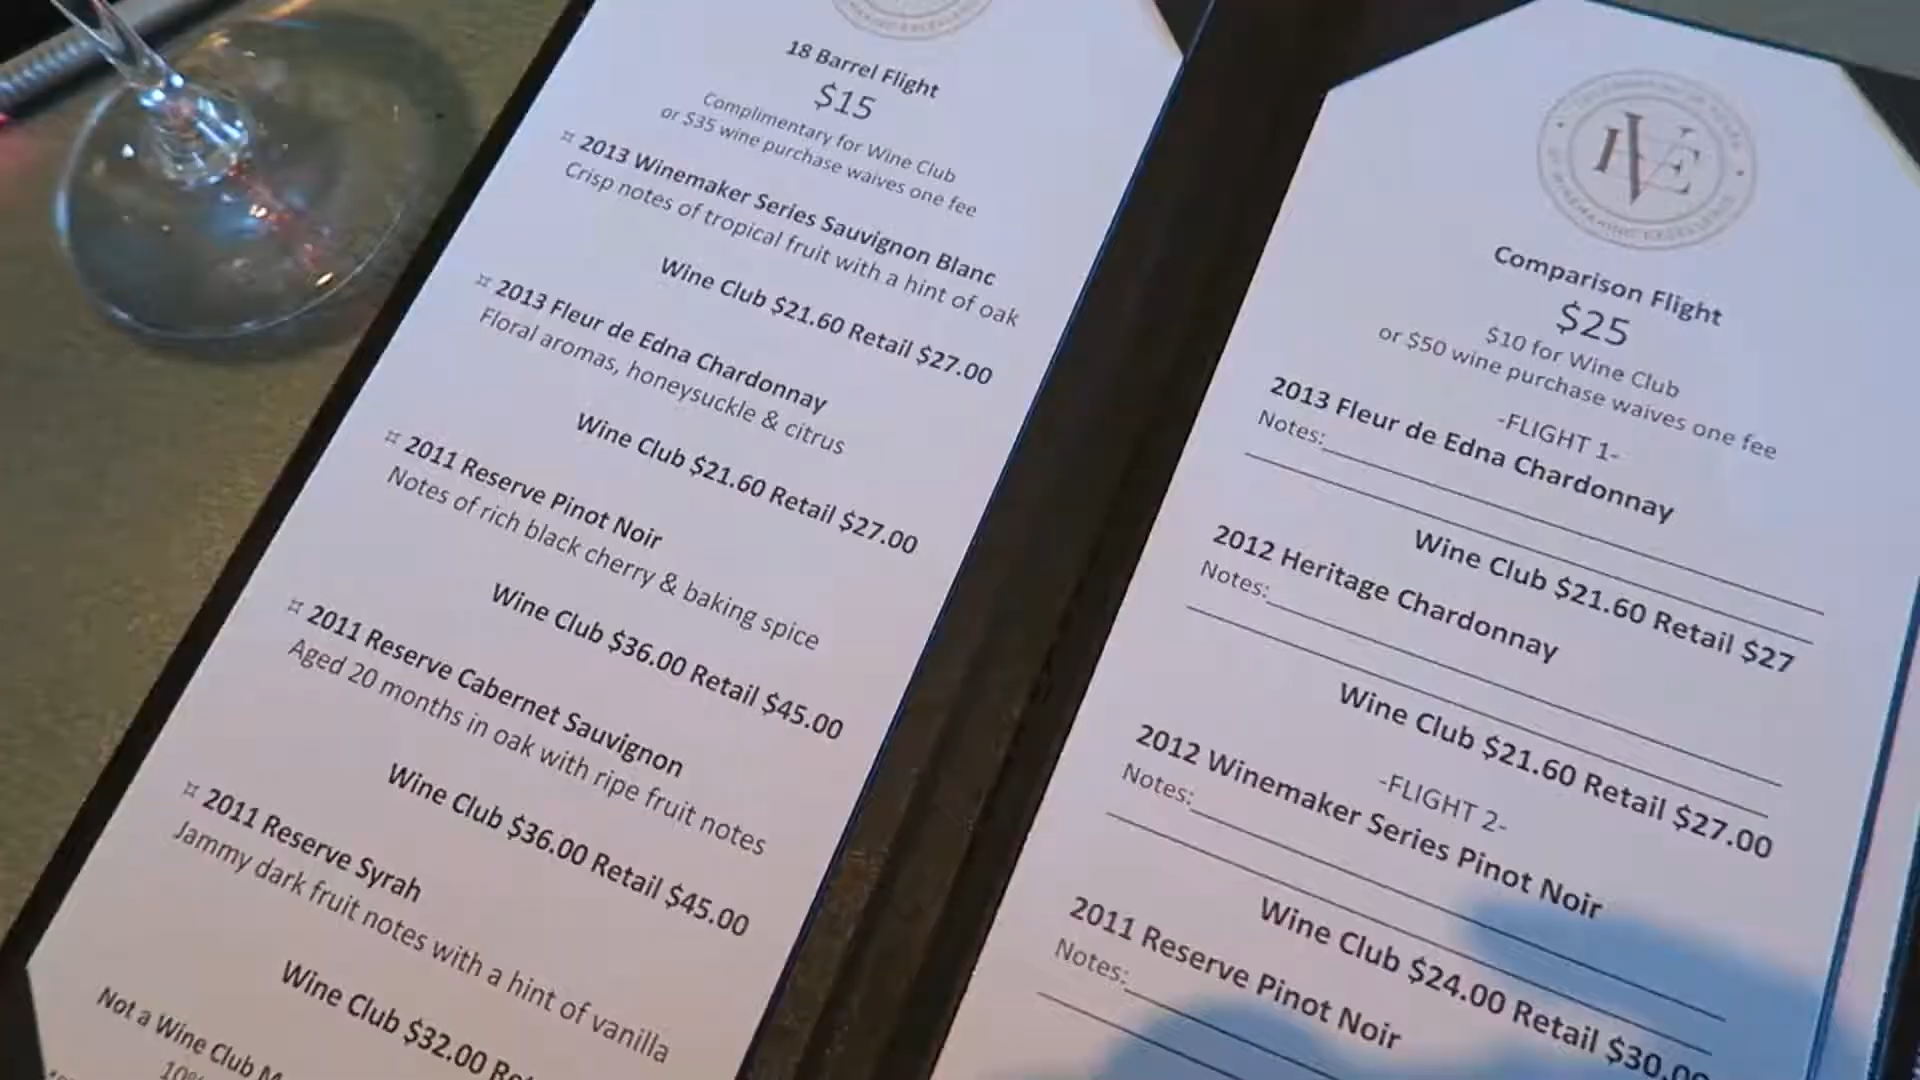 18 Barrel Flight
$15
Complimentary for Wine Club
or $35 wine purchase waives one fee
¤ 2013 Winemaker Series Sauvignon Blanc
Crisp notes of tropical fruit with a hint of oak
Wine Club $21.60 Retail $27.00
¤ 2013 Fleur de Edna Chardonnay
Floral aromas, honeysuckle & citrus
Wine Club $21.60 Retail $27.00
¤ 2011 Reserve Pinot Noir
Notes of rich black cherry & baking spice
Wine Club $36.00 Retail $45.00
¤ 2011 Reserve Cabernet Sauvignon
Aged 20 months in oak with ripe fruit notes
Wine Club $36.00 Retail $45.00
¤ 2011 Reserve Syrah
Jammy dark fruit notes with a hint of vanilla
Wine Club $32.00
Not a Wine Club
Comparison Flight
$25
$10 for Wine Club
or $50 wine purchase waives one fee
-FLIGHT 1-
2013 Fleur de Edna Chardonnay
Notes:
Wine Club $21.60 Retail $27
2012 Heritage Chardonnay
Notes:
Wine Club $21.60 Retail $27.00
-FLIGHT 2-
2012 Winemaker Series Pinot Noir
Notes:
Wine Club $24.00 Retail $30.00
2011 Reserve Pinot Noir
Notes: